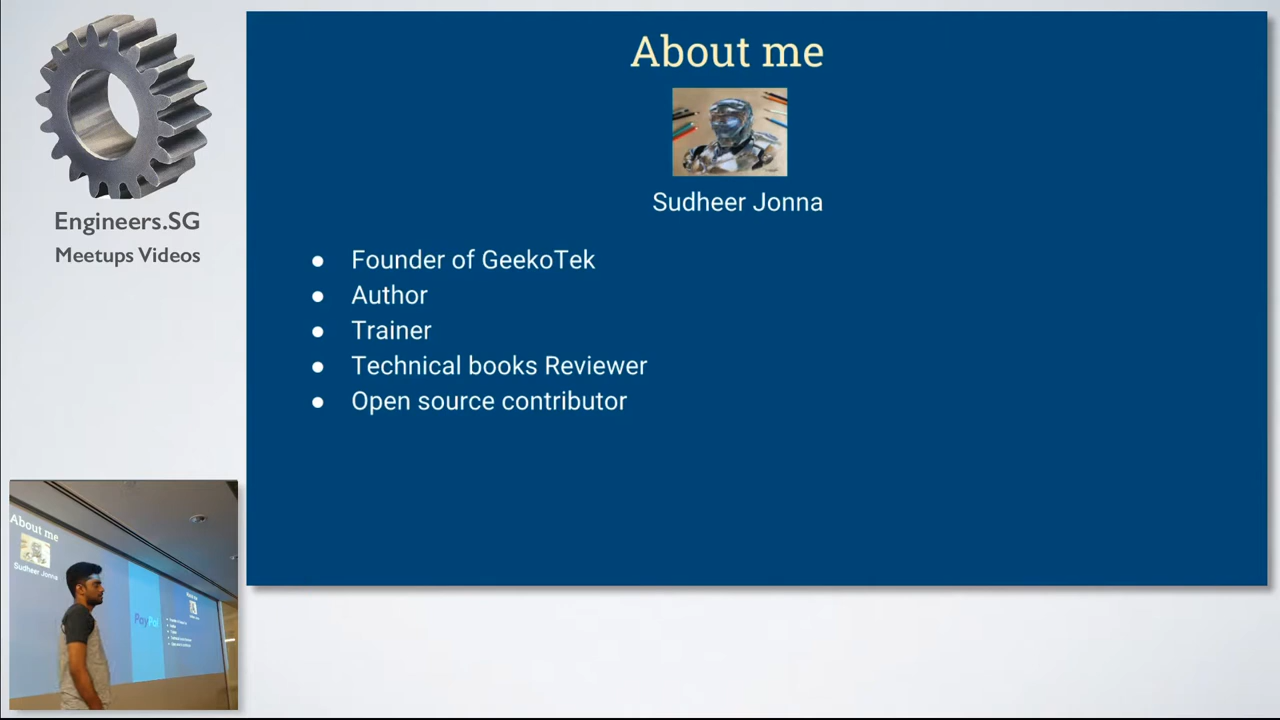 Engineers.SG
Meetups Videos
About me
Sudheer Jonna
● Founder of GeekoTek
● Author
● Trainer
● Technical books Reviewer
● Open source contributor
About me
Sudheer Jonna
PayPal